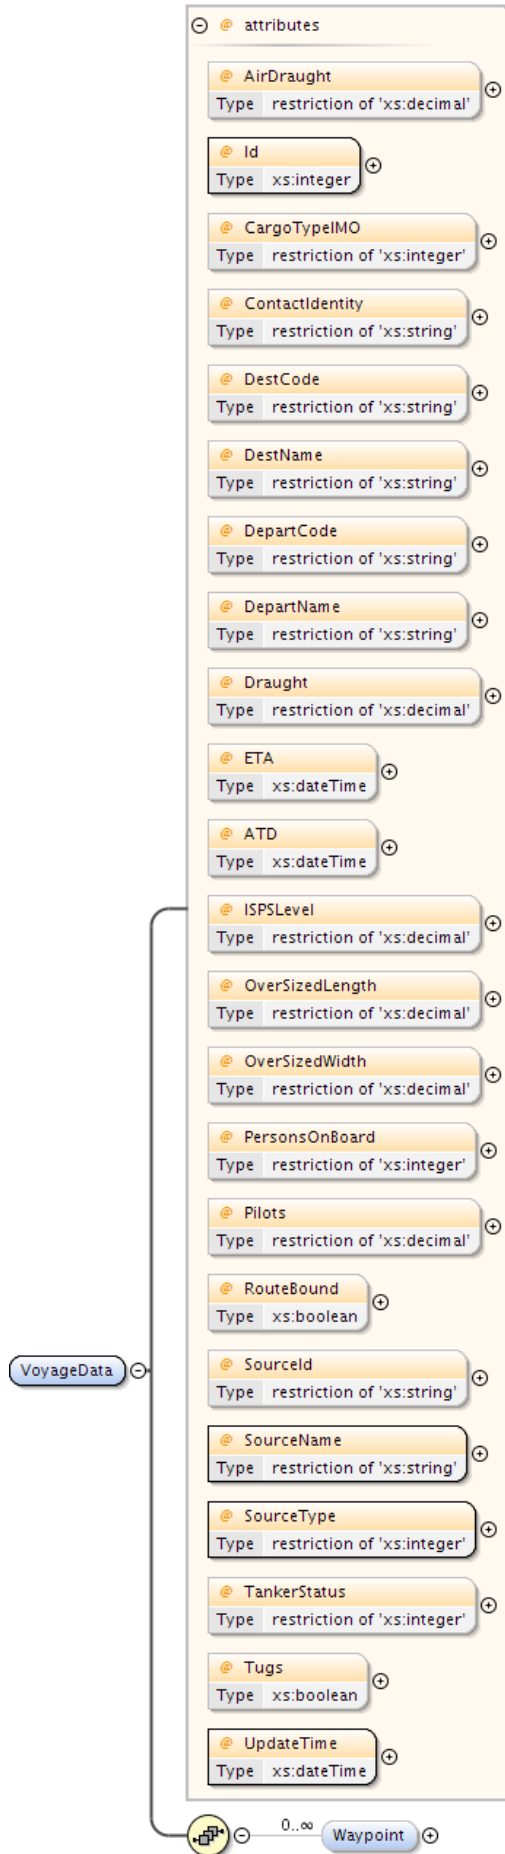 @ attributes
@ AirDraught
Type restriction of 'xs:decimal'
@ Id
Type xs:integer
@ CargoTypeIMO
Type restriction of 'xs:integer'
@ ContactIdentity
Type restriction of 'xs:string'
@ DestCode
Type restriction of 'xs:string'
@ DestName
Type restriction of 'xs:string'
@ DepartCode
Type restriction of 'xs:string'
@ DepartName
Type restriction of 'xs:string'
@ Draught
Type restriction of 'xs:decimal'
@ ETA
Type xs:dateTime
@ ATD
Type xs:dateTime
@ ISPSLevel
Type restriction of 'xs:decimal'
@ OverSizedLength
Type restriction of 'xs:decimal'
@ OverSizedWidth
Type restriction of 'xs:decimal'
@ PersonsOnBoard
Type restriction of 'xs:integer'
@ Pilots
Type restriction of 'xs:decimal'
@ RouteBound
Type xs:boolean
VoyageData
@ SourceId
Type restriction of 'xs:string'
@ SourceName
Type restriction of 'xs:string'
@ SourceType
Type restriction of 'xs:integer'
@ TankerStatus
Type restriction of 'xs:integer'
@ Tugs
Type xs:boolean
@ UpdateTime
Type xs:dateTime
0..∞
Waypoint